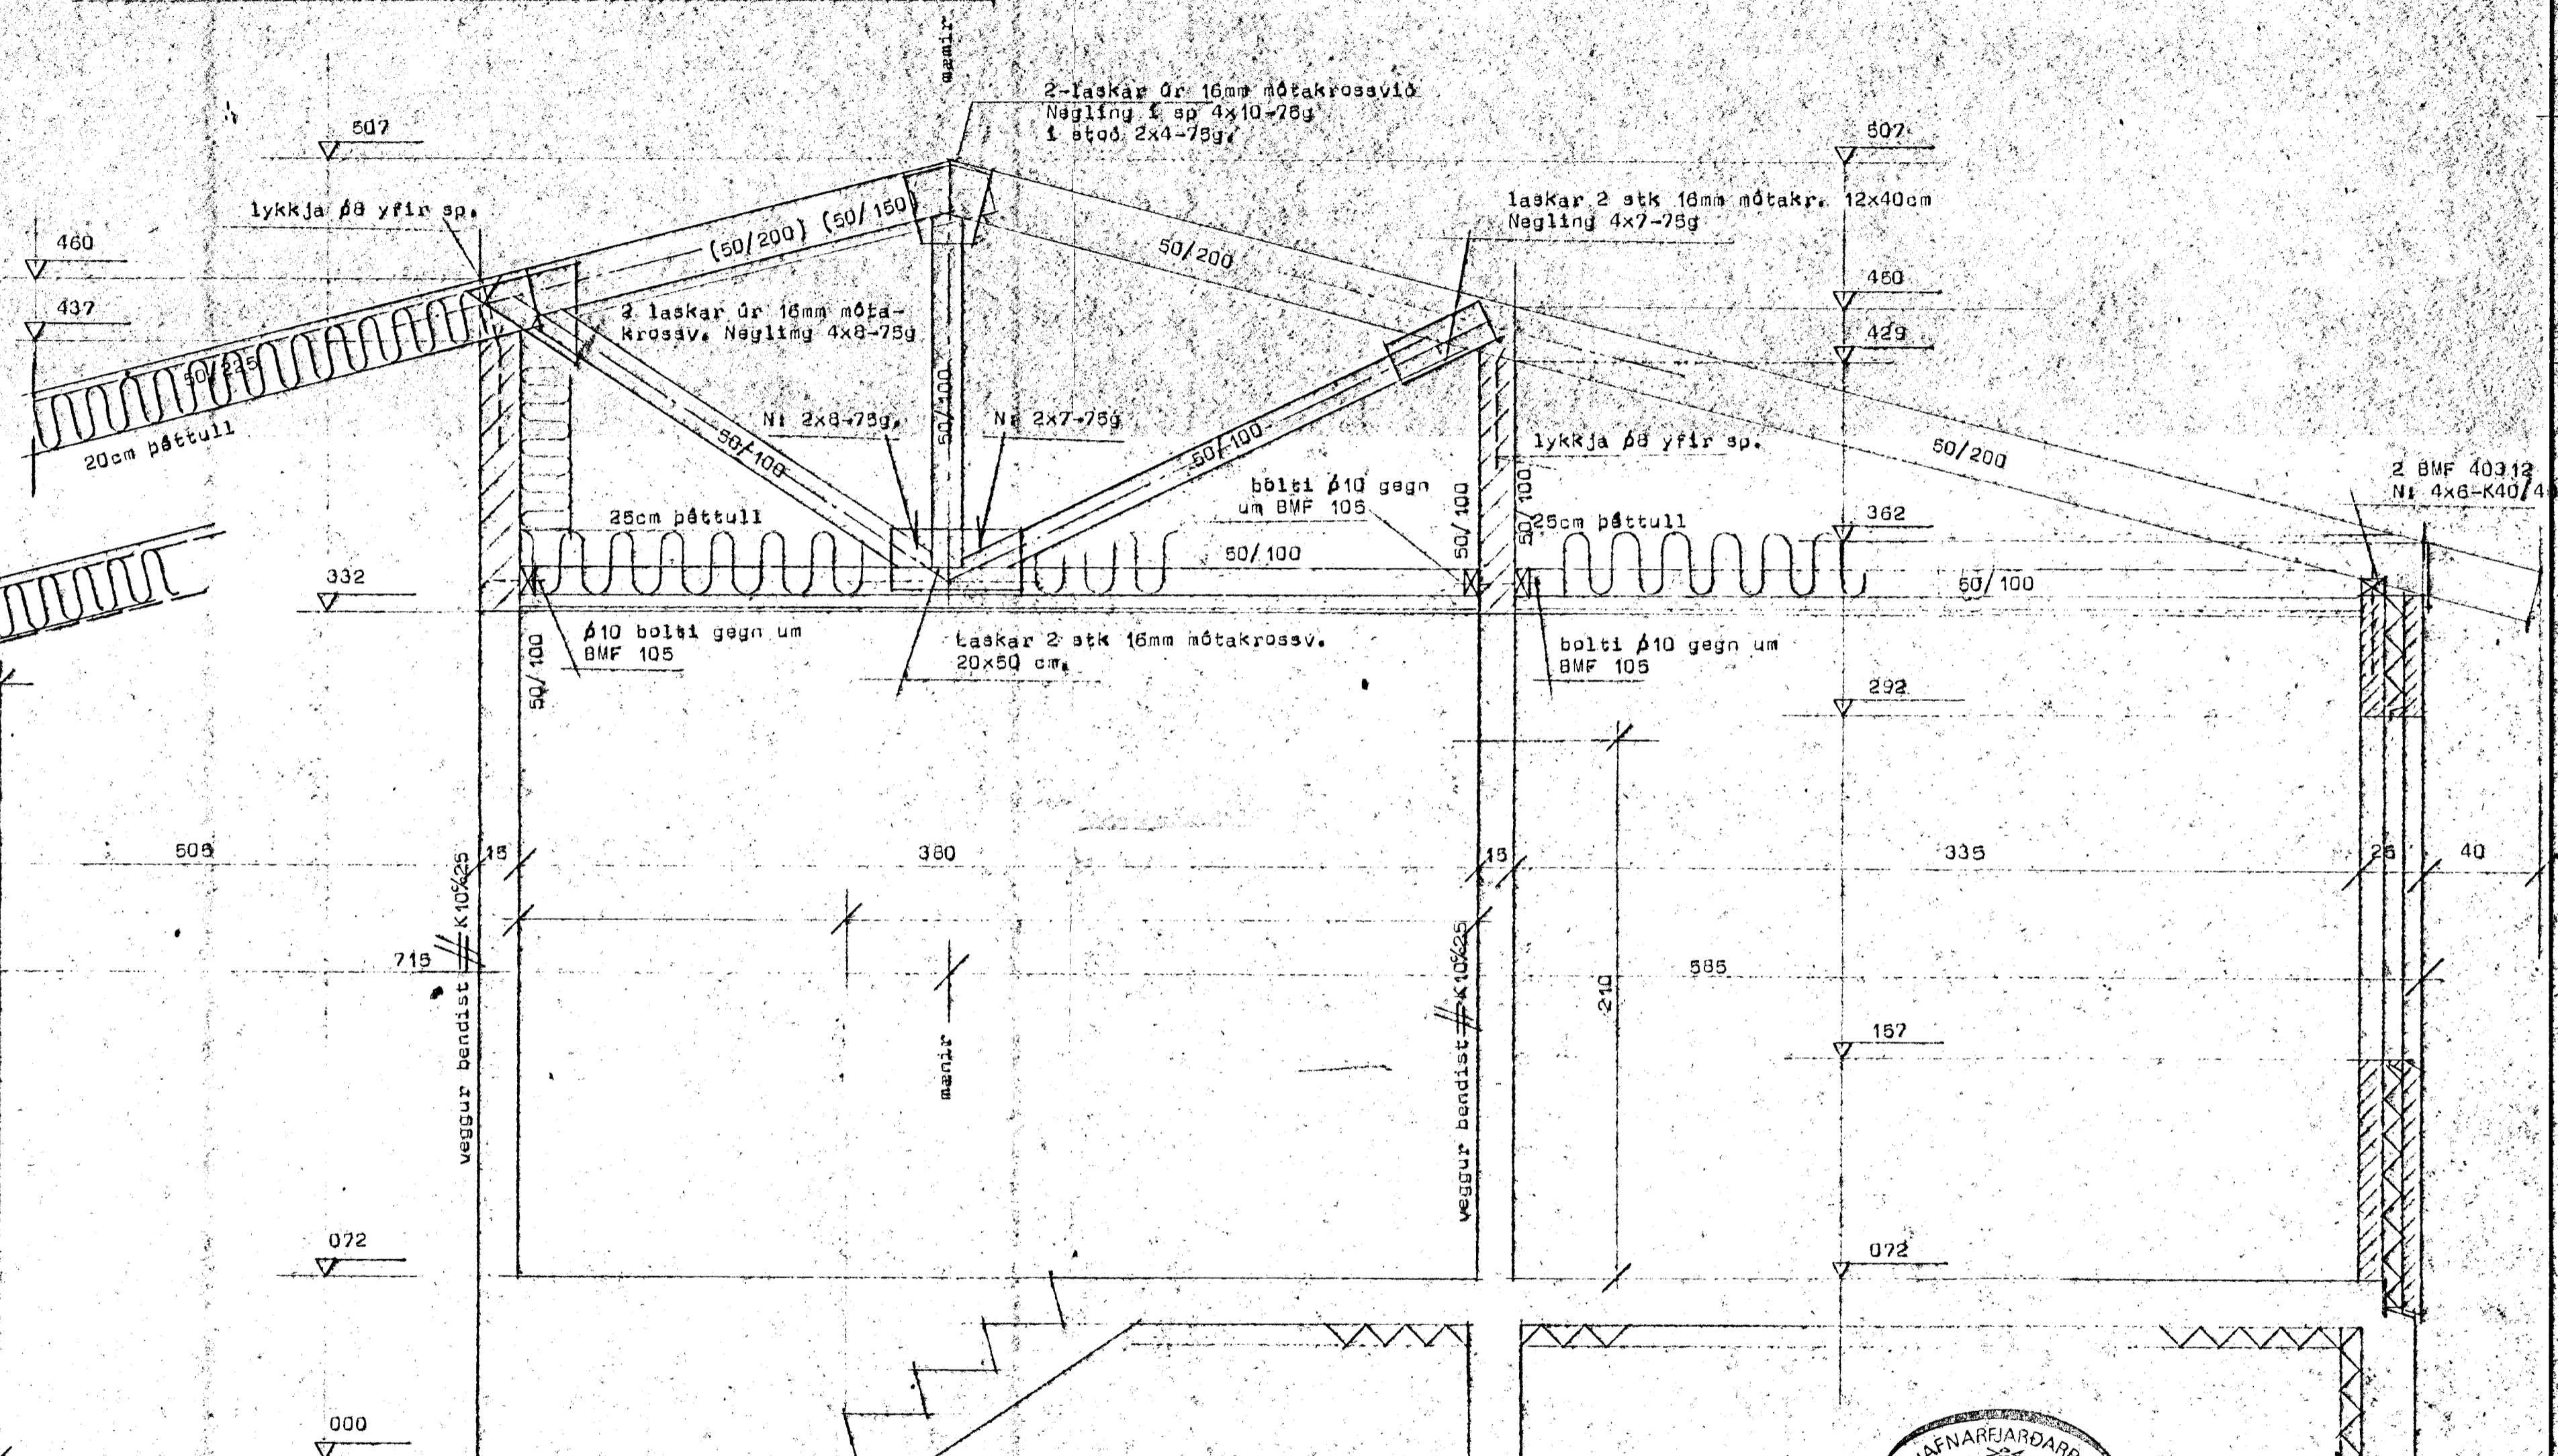 mænir
2-laskar úr 16mm mótakrossvið
Negling í sp 4x10-75g
í stoð 2x4-75g.
507
507
laskar 2 stk 16mm mótakr. 12x40cm
Negling 4x7-75g
lykkja ø8 yfir sp.
(50/200) (50/150)
50/200
460
460
437
429
2 laskar úr 16mm móta-
krossv. Negling 4x8-75g
50/225
20cm þéttull
N: 2x8-75g.
N: 2x7-75g
50/100
50/100
50/100
lykkja ø8 yfir sp.
50/200
2 BMF 40312
bolti ø10 gegn
um BMF 105
50/100
50/100
25cm þéttull
25cm þéttull
362
50/100
50/100
332
ø10 bolti gegn um
BMF 105
50/100
Laskar 2 stk 16mm mótakrossv.
20x50 cm.
bolti ø10 gegn um
BMF 105
292
505
15
380
15
335
25
40
715
585
210
veggur bendist K10%25
veggur bendist K10%25
mænir
157
072
072
000